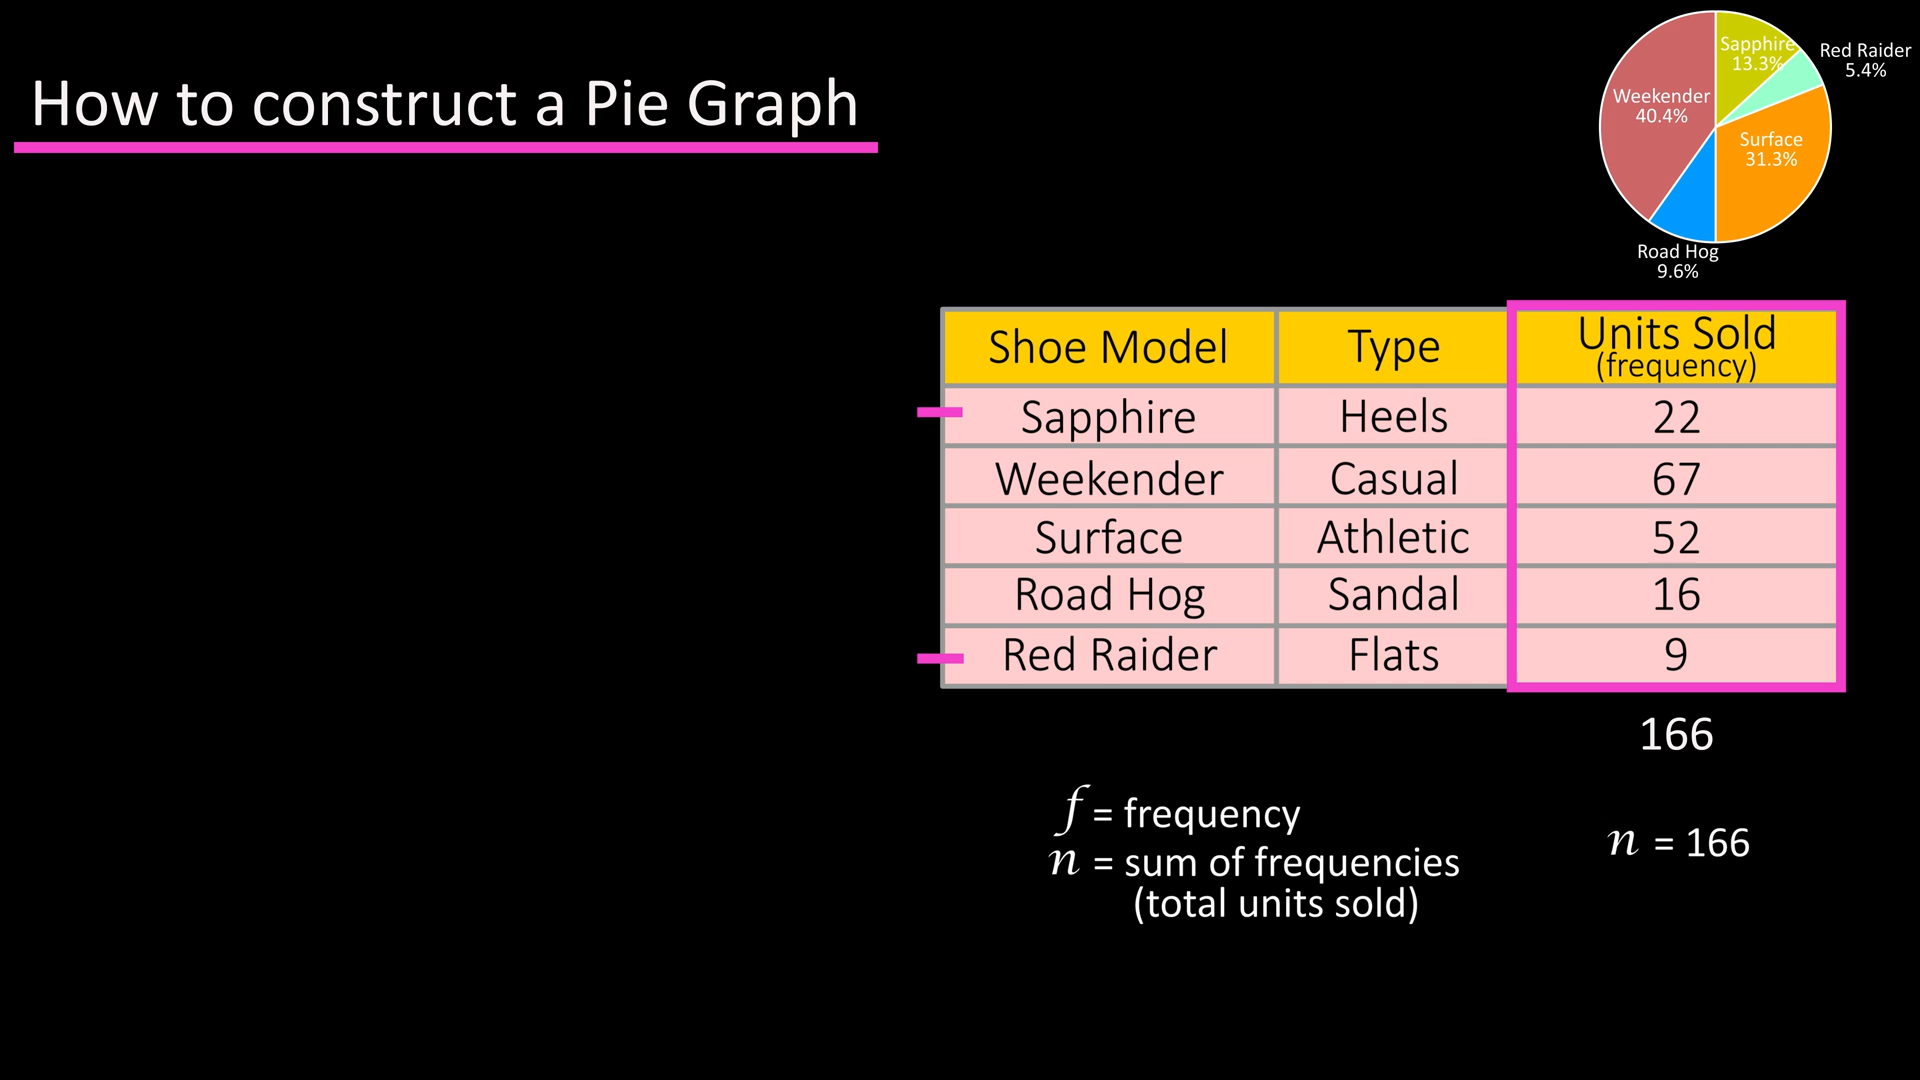 How to construct a Pie Graph
Sapphire
13.3%
Red Raider
5.4%
Weekender
40.4%
Surface
31.3%
Road Hog
9.6%
Shoe Model Type Units Sold
(frequency)
Sapphire Heels 22
Weekender Casual 67
Surface Athletic 52
Road Hog Sandal 16
Red Raider Flats 9
166
f = frequency
n = sum of frequencies
(total units sold)
n = 166